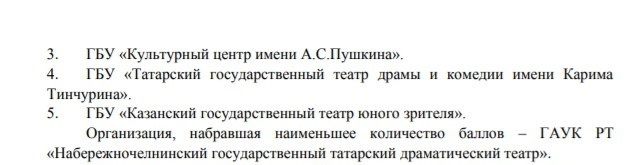 3. ГБУ «Культурный центр имени А.С.Пушкина».
4. ГБУ «Татарский государственный театр драмы и комедии имени Карима
Тинчурина».
5. ГБУ «Казанский государственный театр юного зрителя».
Организация, набравшая наименьшее количество баллов – ГАУК РТ
«Набережночелнинский государственный татарский драматический театр».